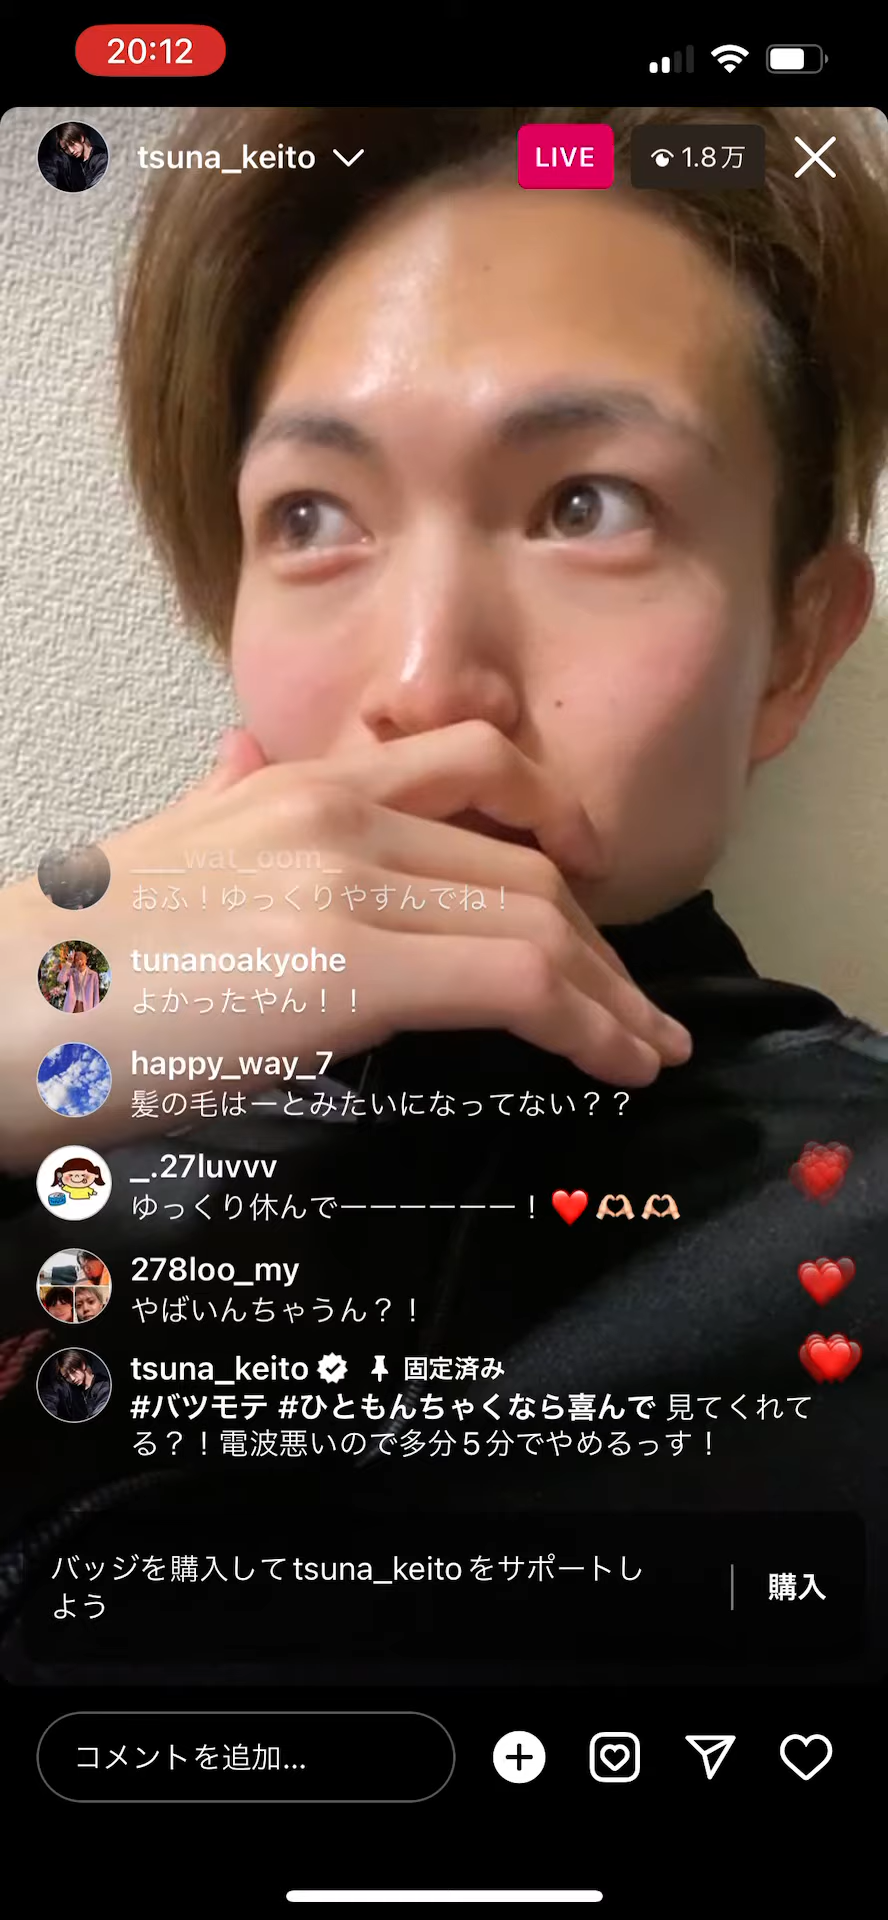 20:12
tsuna_keito
LIVE
1.8万
___wat_oom_
おふ！ゆっくりやすんでね！
tunanoakyohe
よかったやん！！
happy_way_7
髪の毛はーとみたいになってない？？
_.27luvvv
ゆっくり休んでーーーーーー！❤️🫶🏻🫶🏻
278loo_my
やばいんちゃうん？！
tsuna_keito 固定済み
#バツモテ #ひともんちゃくなら喜んで 見てくれて
る？！電波悪いので多分５分でやめるっす！
バッジを購入してtsuna_keitoをサポートし
よう
購入
コメントを追加...